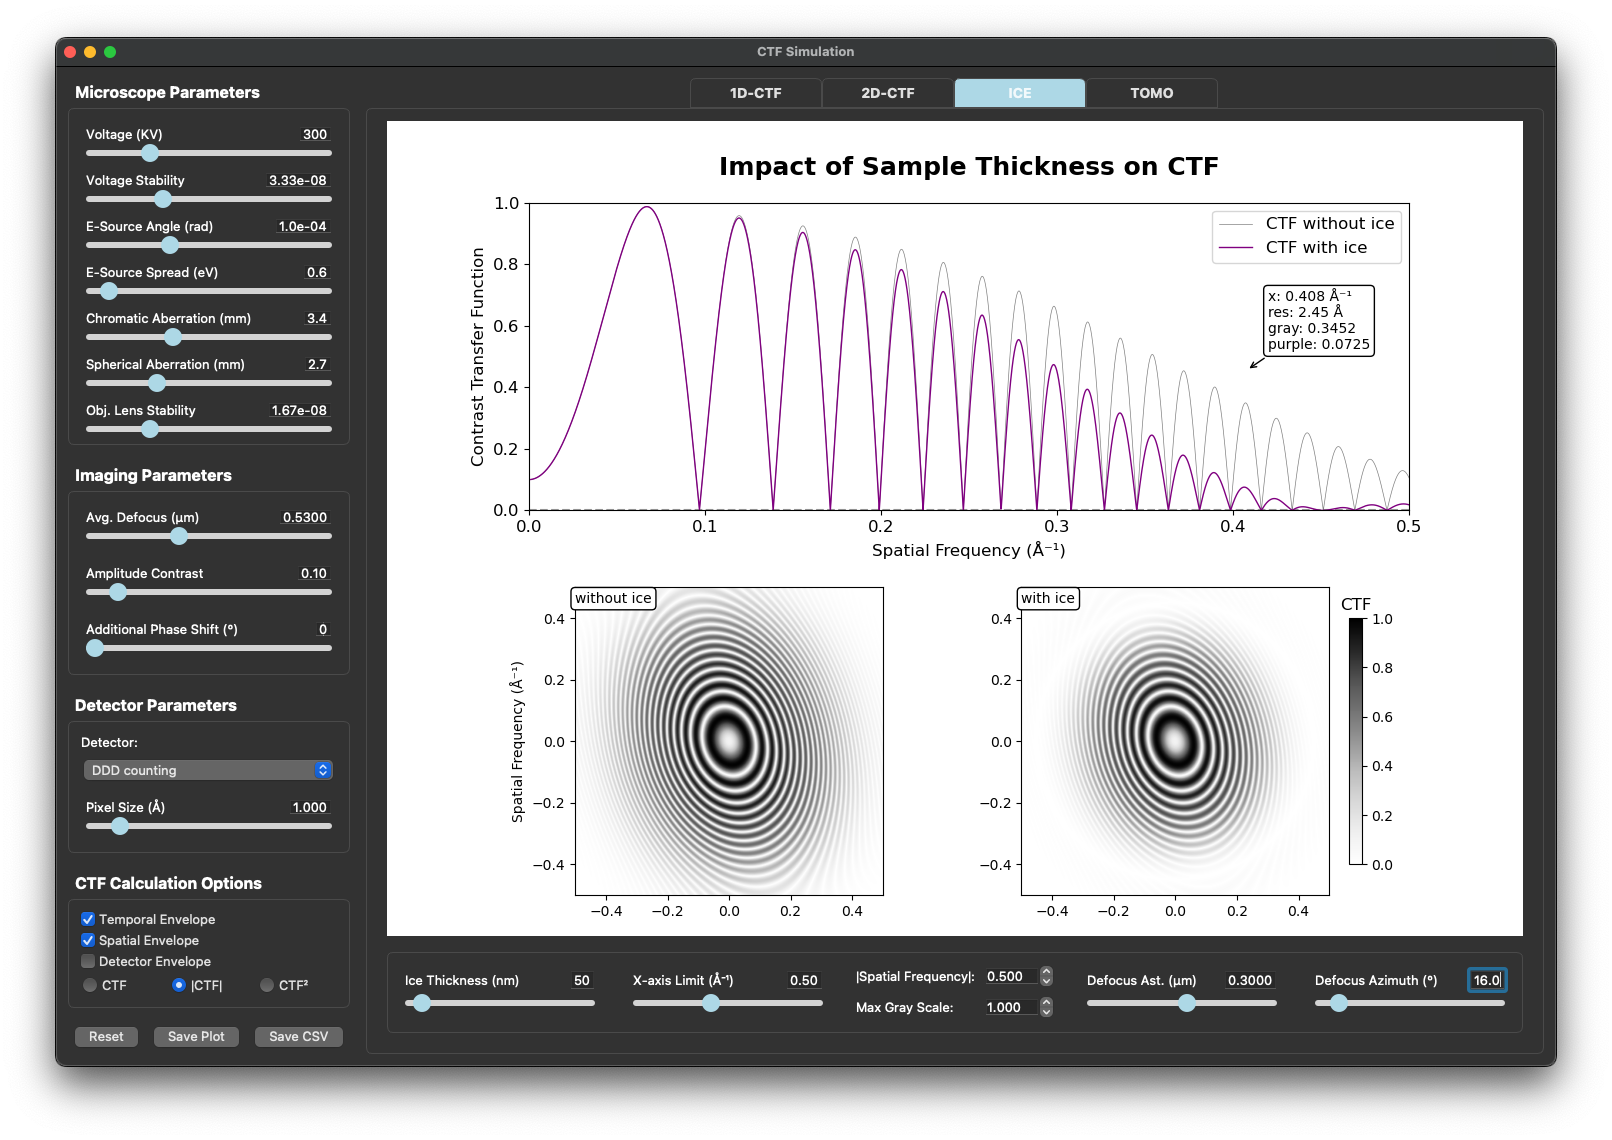 CTF Simulation
Microscope Parameters
Voltage (KV) 300
Voltage Stability 3.33e-08
E-Source Angle (rad) 1.0e-04
E-Source Spread (eV) 0.6
Chromatic Aberration (mm) 3.4
Spherical Aberration (mm) 2.7
Obj. Lens Stability 1.67e-08
Imaging Parameters
Avg. Defocus (µm) 0.5300
Amplitude Contrast 0.10
Additional Phase Shift (°) 0
Detector Parameters
Detector:
DDD counting
Pixel Size (Å) 1.000
CTF Calculation Options
Temporal Envelope
Spatial Envelope
Detector Envelope
CTF |CTF| CTF²
Reset Save Plot Save CSV
1D-CTF 2D-CTF ICE TOMO
Impact of Sample Thickness on CTF
Contrast Transfer Function
1.0
0.8
0.6
0.4
0.2
0.0
0.0 0.1 0.2 0.3 0.4 0.5
Spatial Frequency (Å⁻¹)
CTF without ice
CTF with ice
x: 0.408 Å⁻¹
res: 2.45 Å
gray: 0.3452
purple: 0.0725
without ice
Spatial Frequency (Å⁻¹)
0.4
0.2
0.0
−0.2
−0.4
−0.4 −0.2 0.0 0.2 0.4
with ice
0.4
0.2
0.0
−0.2
−0.4
−0.4 −0.2 0.0 0.2 0.4
CTF
1.0
0.8
0.6
0.4
0.2
0.0
Ice Thickness (nm) 50
X-axis Limit (Å⁻¹) 0.50
|Spatial Frequency|: 0.500
Max Gray Scale: 1.000
Defocus Ast. (µm) 0.3000
Defocus Azimuth (°) 16.0